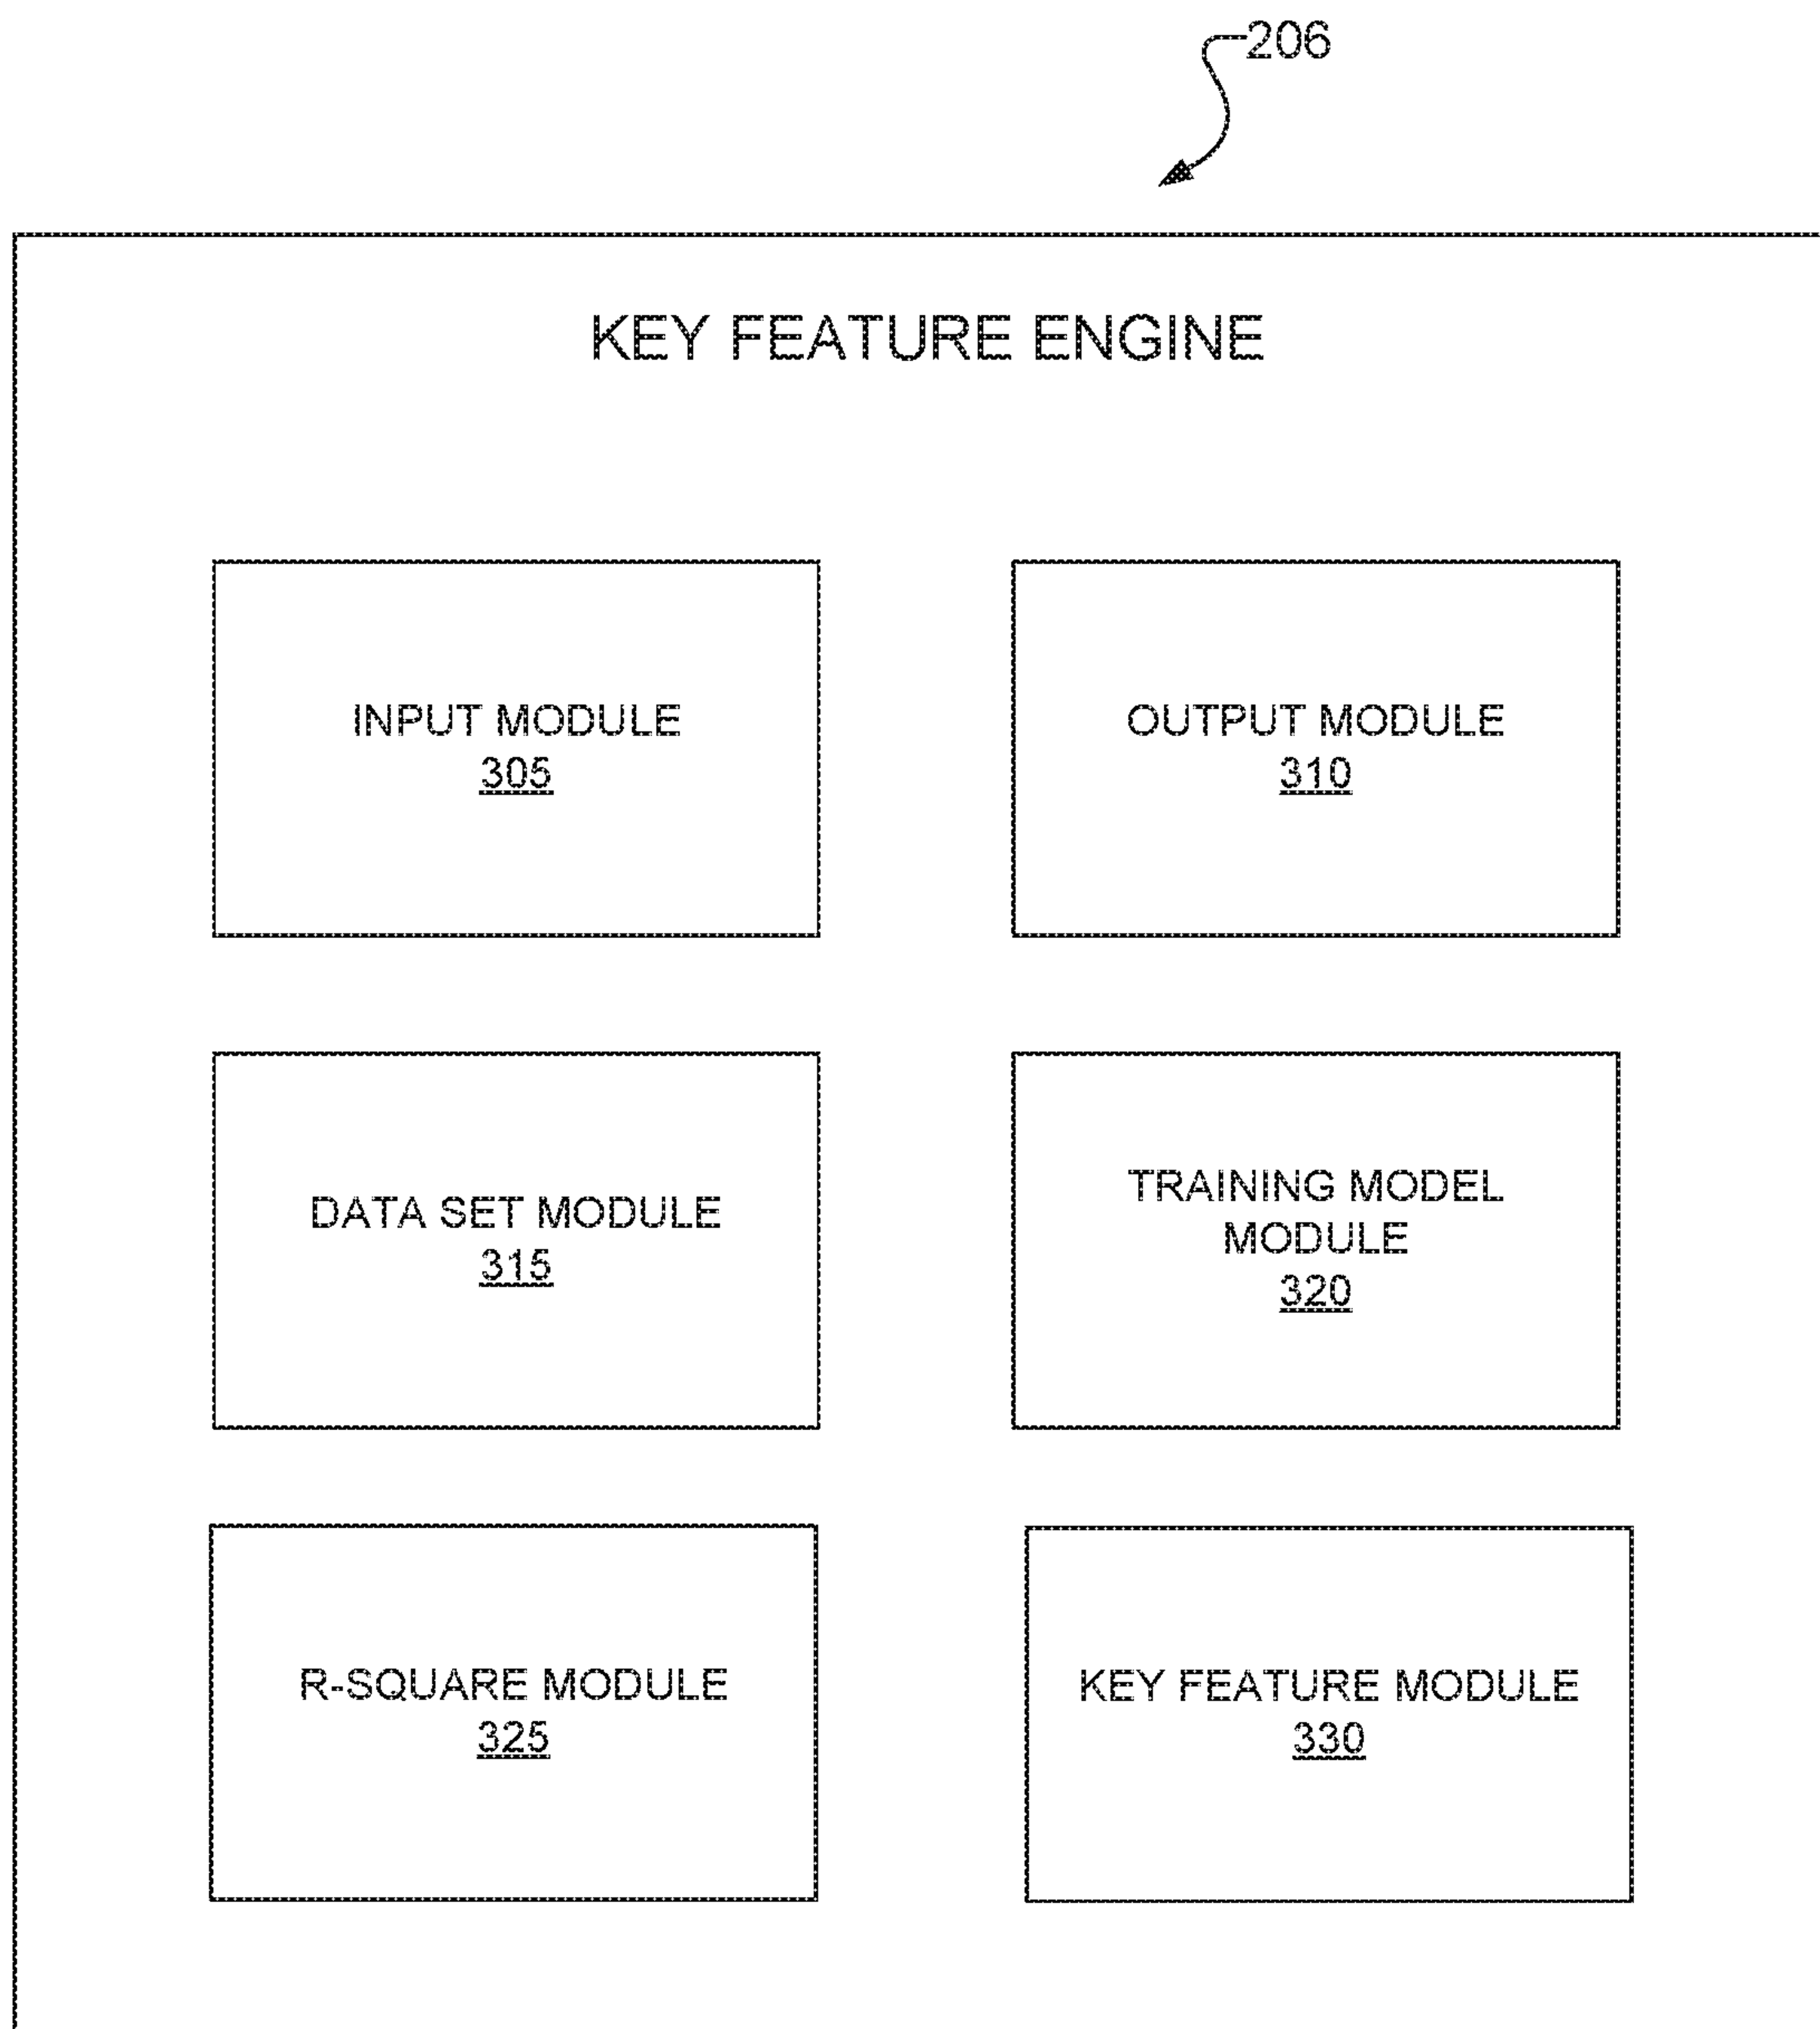 206
KEY FEATURE ENGINE
INPUT MODULE
305
OUTPUT MODULE
310
DATA SET MODULE
315
TRAINING MODEL
MODULE
320
R-SQUARE MODULE
325
KEY FEATURE MODULE
330